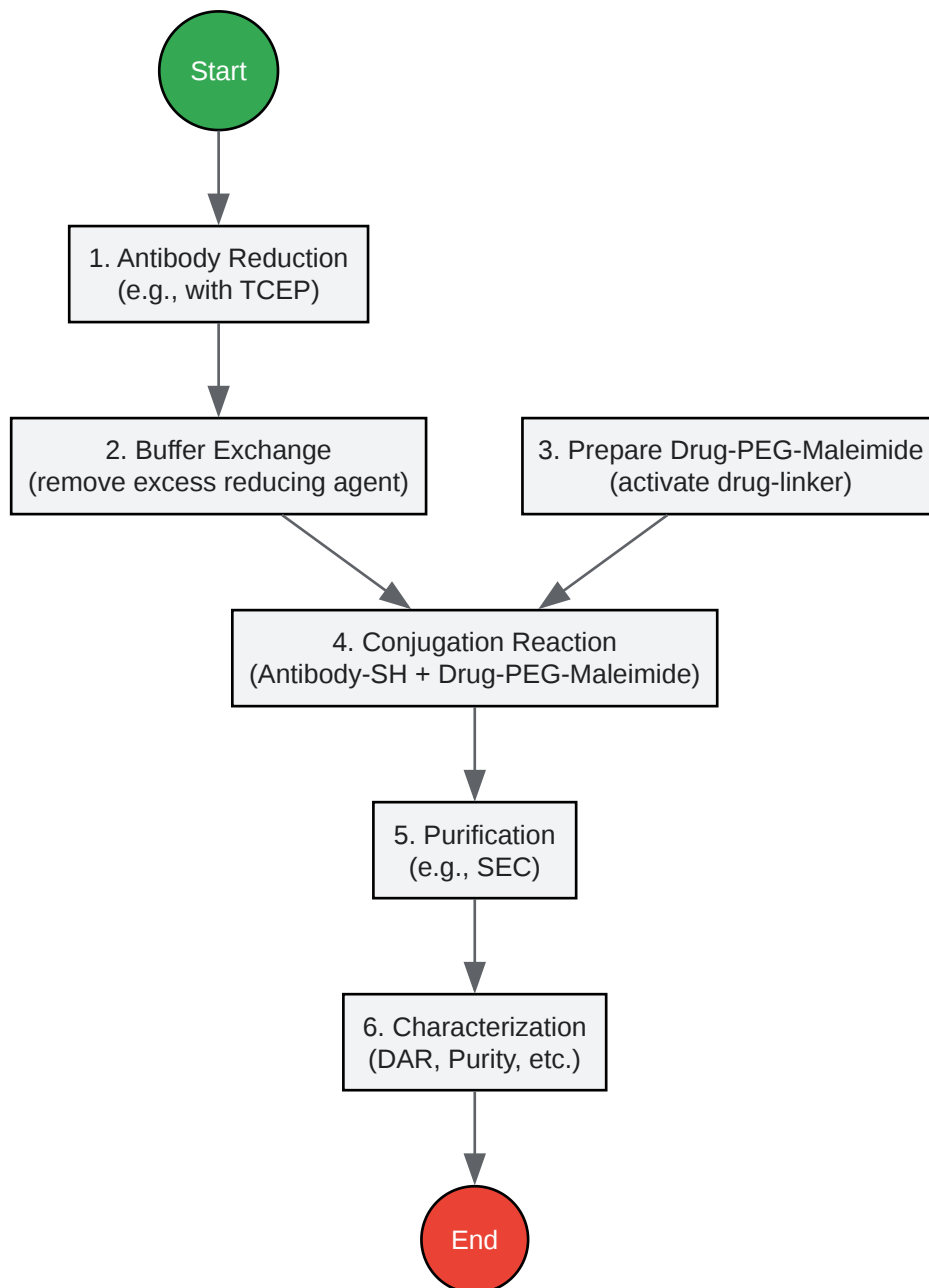 Start
1. Antibody Reduction
(e.g., with TCEP)
2. Buffer Exchange
(remove excess reducing agent)
3. Prepare Drug-PEG-Maleimide
(activate drug-linker)
4. Conjugation Reaction
(Antibody-SH + Drug-PEG-Maleimide)
5. Purification
(e.g., SEC)
6. Characterization
(DAR, Purity, etc.)
End